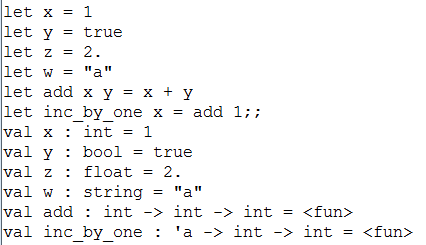 let x = 1
let y = true
let z = 2.
let w = "a"
let add x y = x + y
let inc_by_one x = add 1;;
val x : int = 1
val y : bool = true
val z : float = 2.
val w : string = "a"
val add : int -> int -> int = <fun>
val inc_by_one : 'a -> int -> int = <fun>